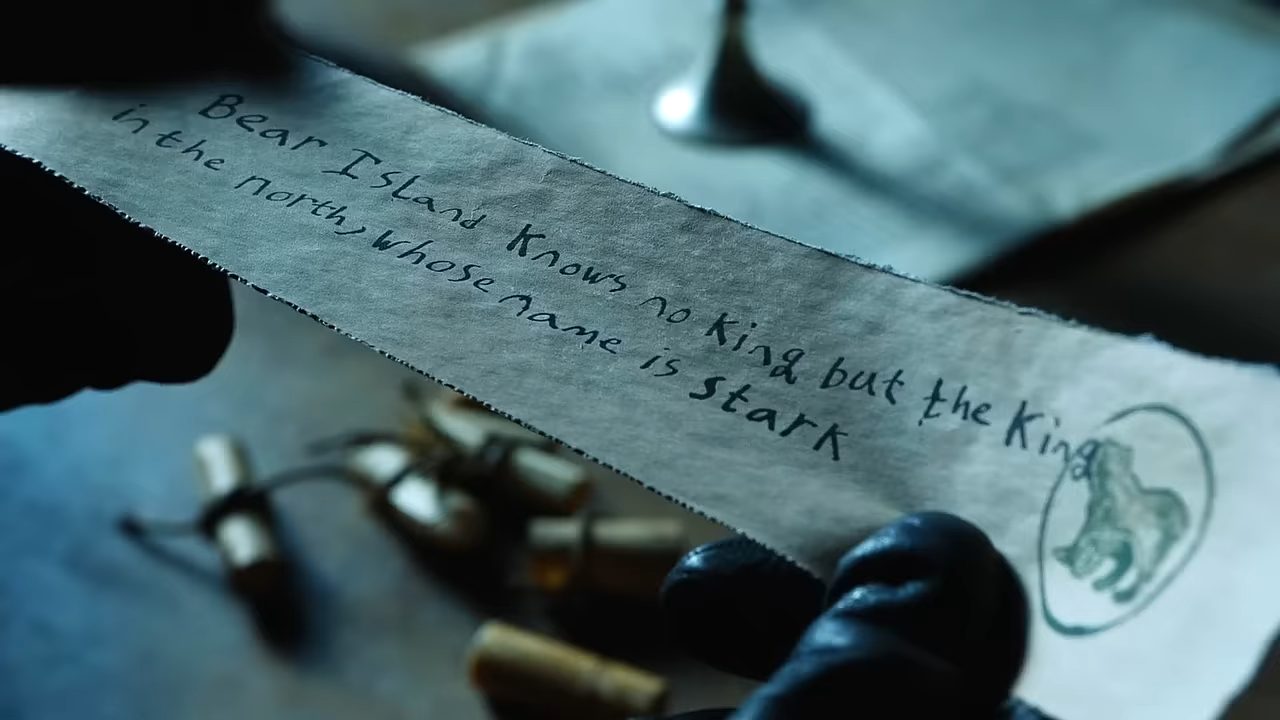 Bear Island Knows no King but the King
in the north, whose name is Stark